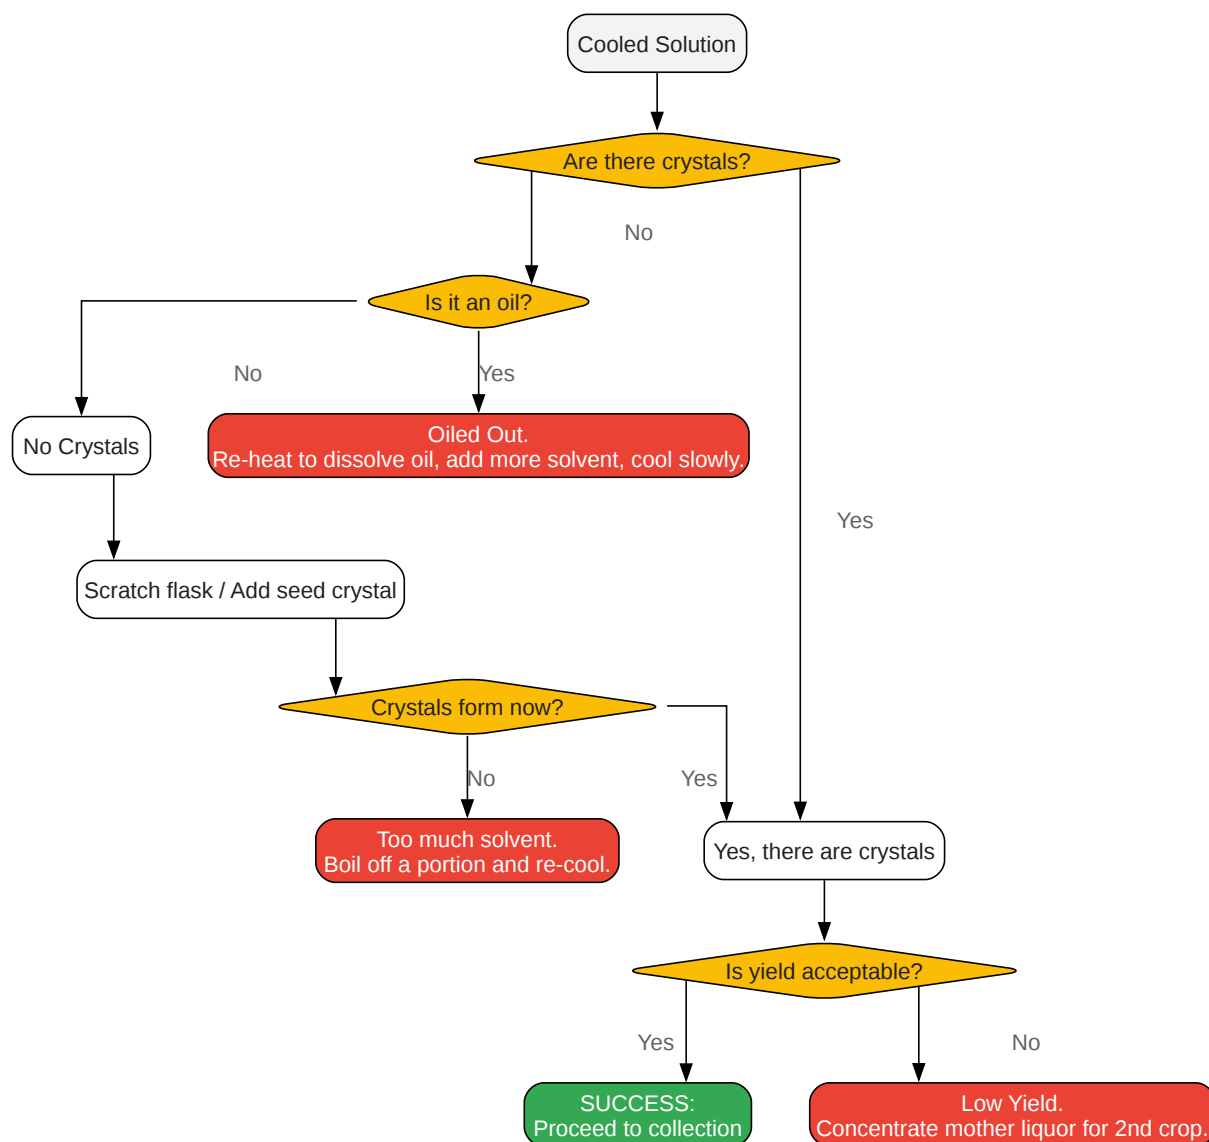 Cooled Solution
Are there crystals?
No
Is it an oil?
No
Yes
No Crystals
Oiled Out.
Re-heat to dissolve oil, add more solvent, cool slowly.
Yes
Scratch flask / Add seed crystal
Crystals form now?
No
Yes
Too much solvent.
Boil off a portion and re-cool.
Yes, there are crystals
Is yield acceptable?
Yes
No
SUCCESS:
Proceed to collection
Low Yield.
Concentrate mother liquor for 2nd crop.